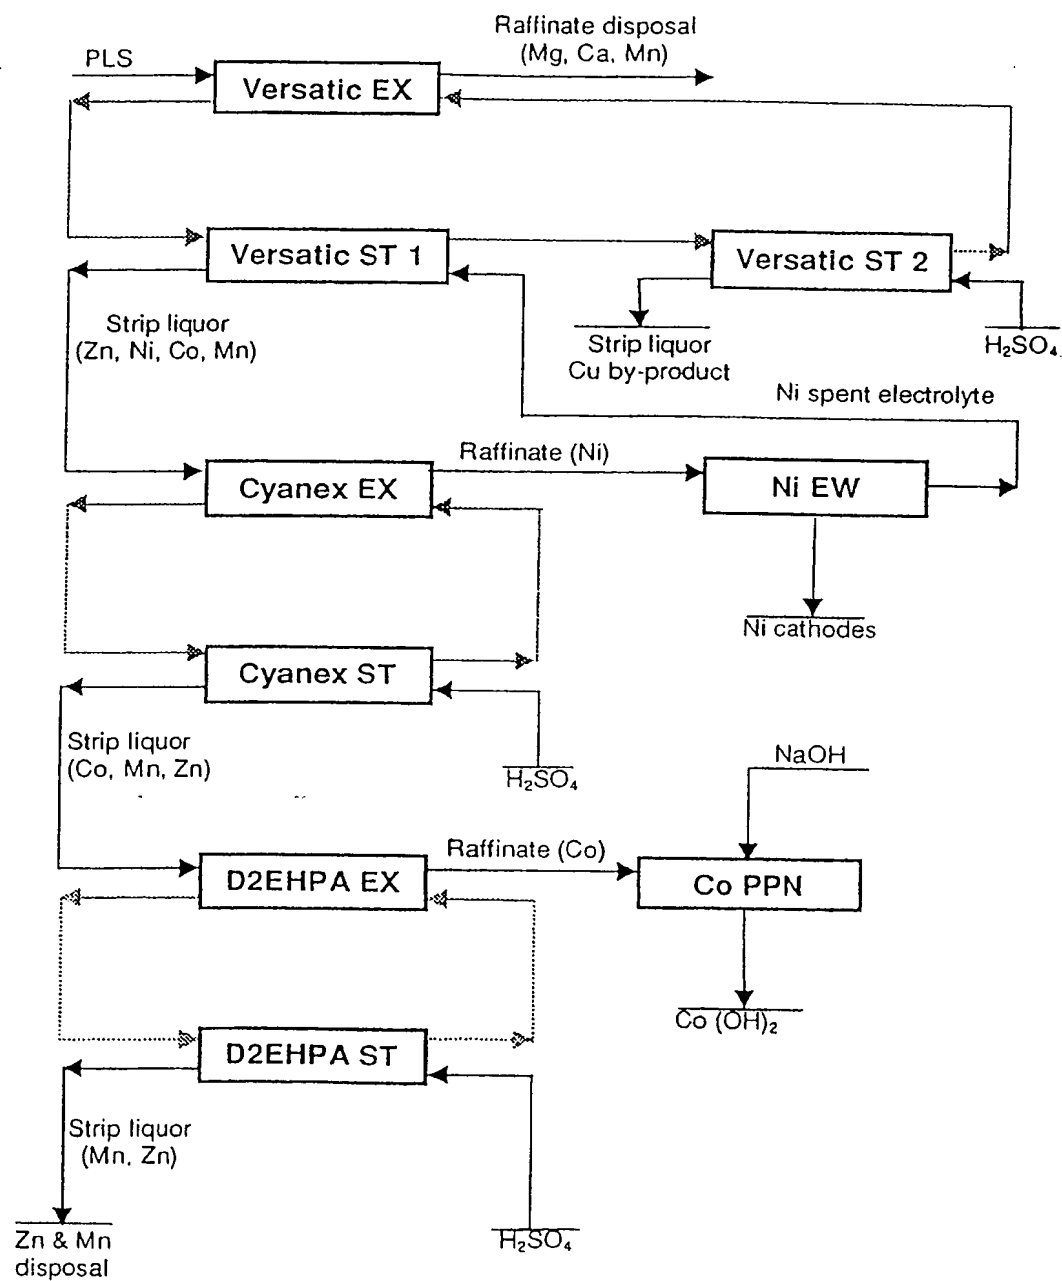 Raffinate disposal
(Mg, Ca, Mn)
PLS
Versatic EX
Versatic ST 1
Versatic ST 2
Strip liquor
(Zn, Ni, Co, Mn)
Strip liquor
Cu by-product
H₂SO₄
Ni spent electrolyte
Raffinate (Ni)
Cyanex EX
Ni EW
Ni cathodes
Cyanex ST
Strip liquor
(Co, Mn, Zn)
H₂SO₄
NaOH
Raffinate (Co)
D2EHPA EX
Co PPN
Co (OH)₂
D2EHPA ST
Strip liquor
(Mn, Zn)
Zn & Mn
disposal
H₂SO₄